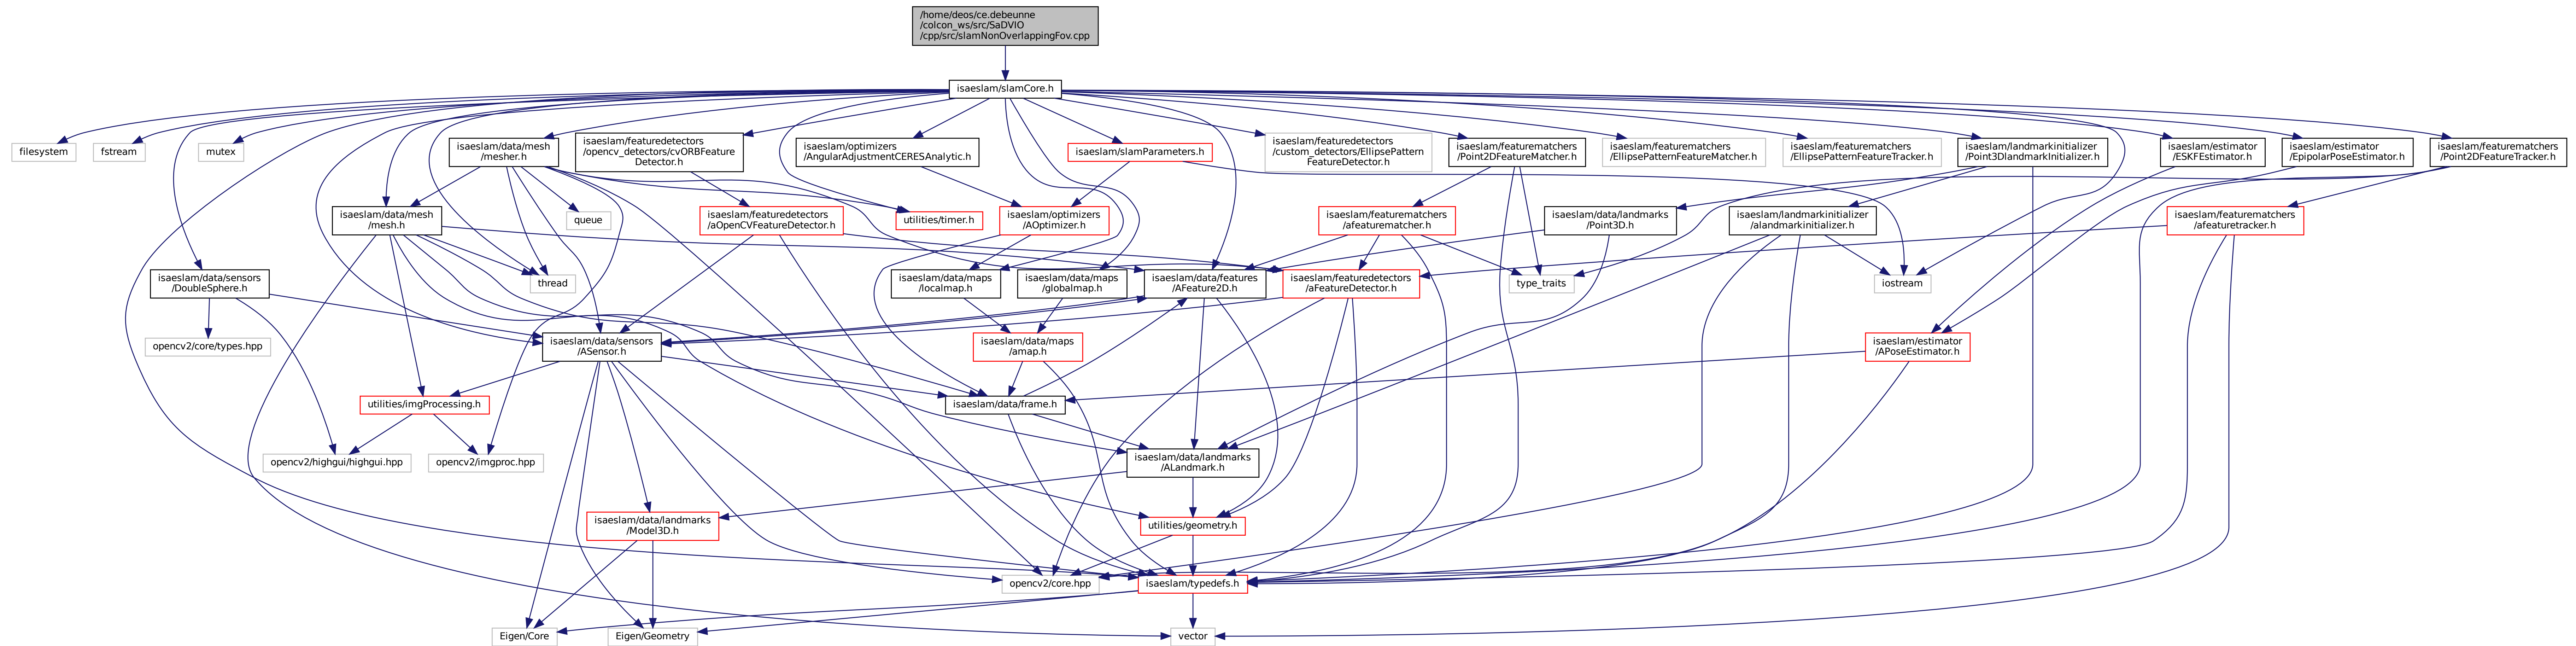 /home/deos/ce.debeunne
/colcon_ws/src/SaDVIO
/cpp/src/slamNonOverlappingFov.cpp
isaeslam/slamCore.h
filesystem
fstream
mutex
isaeslam/data/mesh
/mesher.h
isaeslam/featuredetectors
/opencv_detectors/cvORBFeature
Detector.h
isaeslam/optimizers
/AngularAdjustmentCERESAnalytic.h
isaeslam/slamParameters.h
isaeslam/featuredetectors
/custom_detectors/EllipsePattern
FeatureDetector.h
isaeslam/featurematchers
/Point2DFeatureMatcher.h
isaeslam/featurematchers
/EllipsePatternFeatureMatcher.h
isaeslam/featurematchers
/EllipsePatternFeatureTracker.h
isaeslam/landmarkinitializer
/Point3DlandmarkInitializer.h
isaeslam/estimator
/ESKFEstimator.h
isaeslam/estimator
/EpipolarPoseEstimator.h
isaeslam/featurematchers
/Point2DFeatureTracker.h
isaeslam/data/mesh
/mesh.h
queue
isaeslam/featuredetectors
/aOpenCVFeatureDetector.h
utilities/timer.h
isaeslam/optimizers
/AOptimizer.h
isaeslam/featurematchers
/afeaturematcher.h
isaeslam/data/landmarks
/Point3D.h
isaeslam/landmarkinitializer
/alandmarkinitializer.h
isaeslam/featurematchers
/afeaturetracker.h
isaeslam/data/sensors
/DoubleSphere.h
thread
isaeslam/data/maps
/localmap.h
isaeslam/data/maps
/globalmap.h
isaeslam/data/features
/AFeature2D.h
isaeslam/featuredetectors
/aFeatureDetector.h
type_traits
iostream
opencv2/core/types.hpp
isaeslam/data/sensors
/ASensor.h
isaeslam/data/maps
/amap.h
isaeslam/estimator
/APoseEstimator.h
utilities/imgProcessing.h
isaeslam/data/frame.h
opencv2/highgui/highgui.hpp
opencv2/imgproc.hpp
isaeslam/data/landmarks
/ALandmark.h
isaeslam/data/landmarks
/Model3D.h
utilities/geometry.h
opencv2/core.hpp
isaeslam/typedefs.h
Eigen/Core
Eigen/Geometry
vector